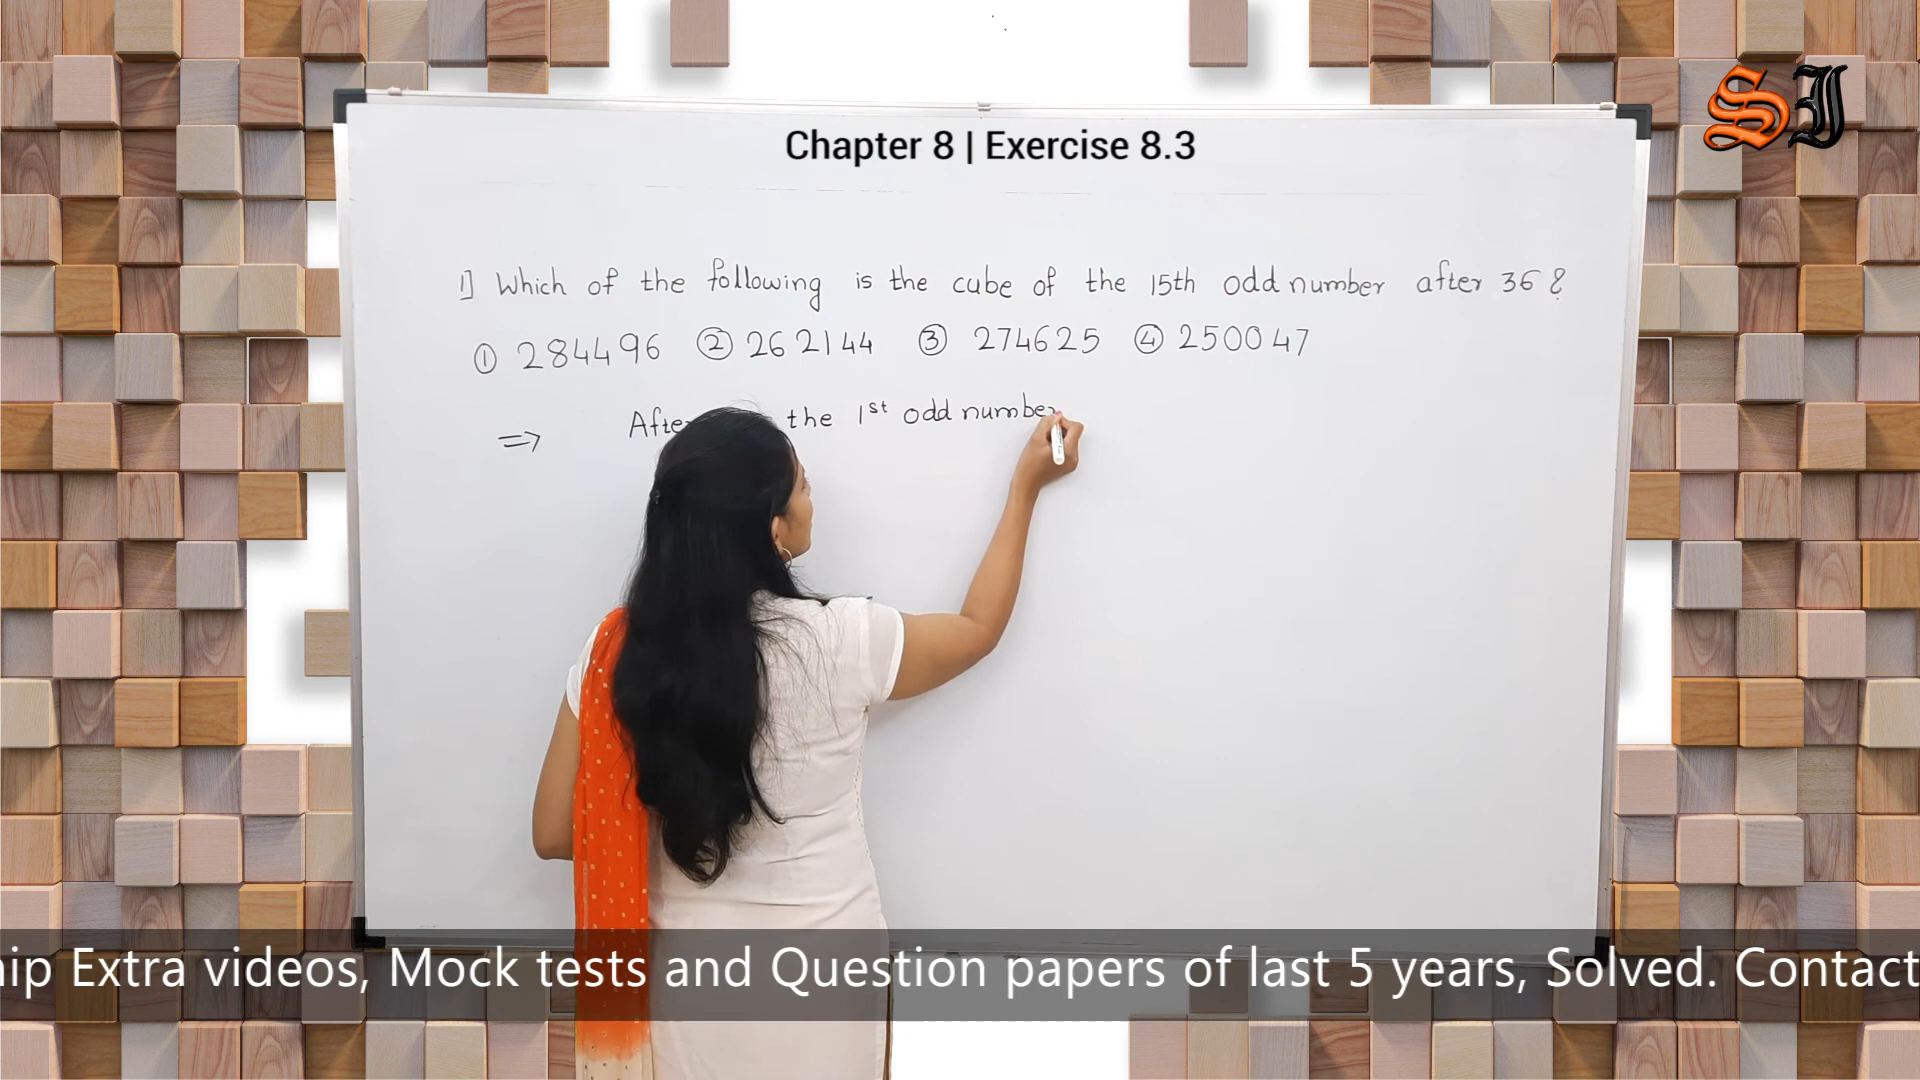 SJ
Chapter 8 | Exercise 8.3
1] Which of the following is the cube of the 15th odd number after 36?
① 284496 ② 262144 ③ 274625 ④ 250047
⇒ After the 1st odd number
Extra videos, Mock tests and Question papers of last 5 years, Solved. Contact